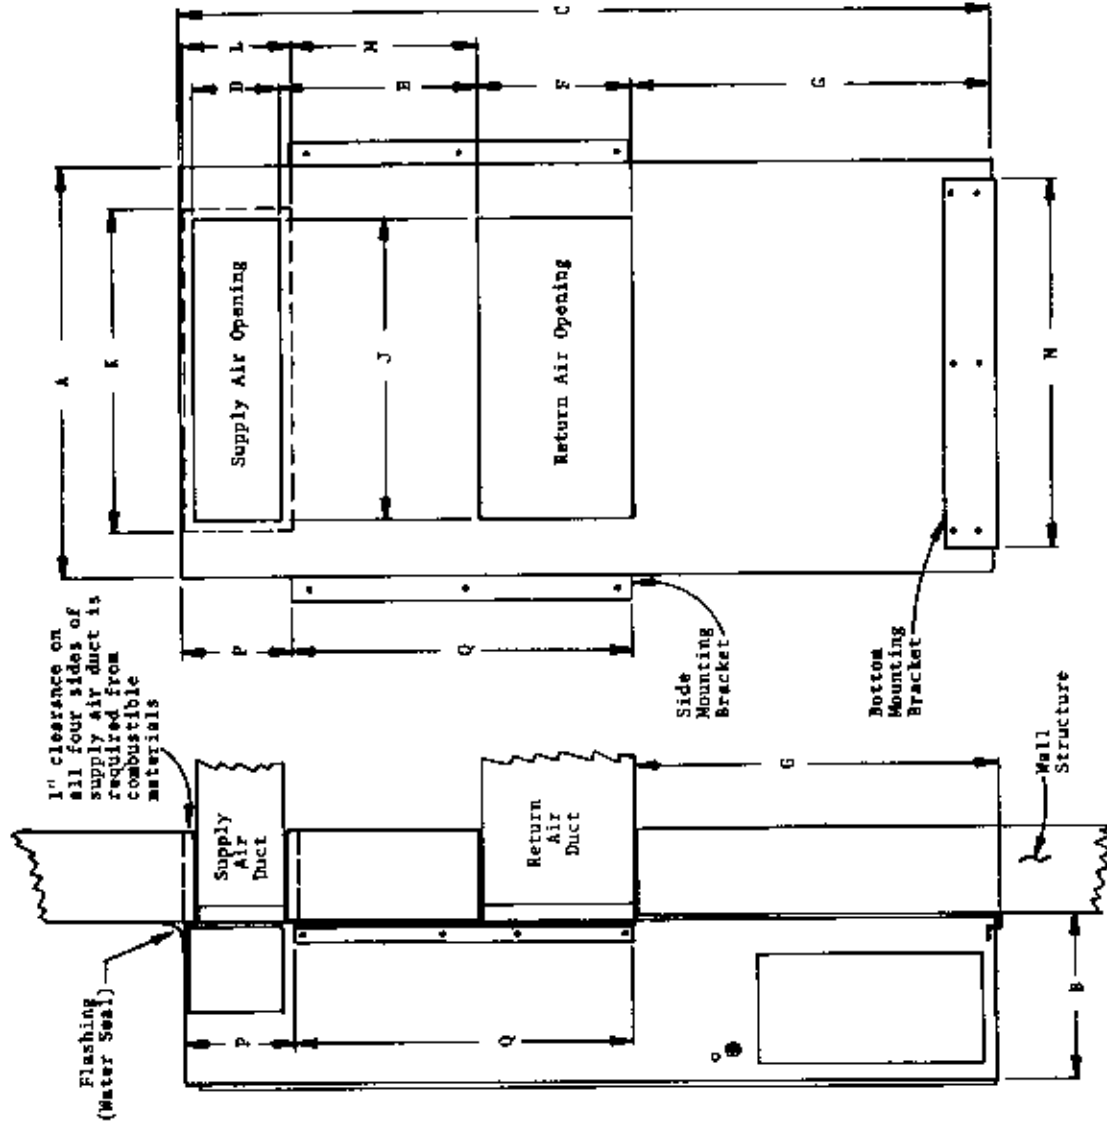 Flashing
(Water Seal)
1" clearance on
all four sides of
supply air duct is
required from
combustible
materials
Supply
Air
Duct
Return
Air
Duct
Wall
Structure
P
Q
G
B
A
K
Supply Air Opening
J
Return Air Opening
N
P
Q
Side
Mounting
Bracket
Bottom
Mounting
Bracket
D
E
F
G
L
M
C